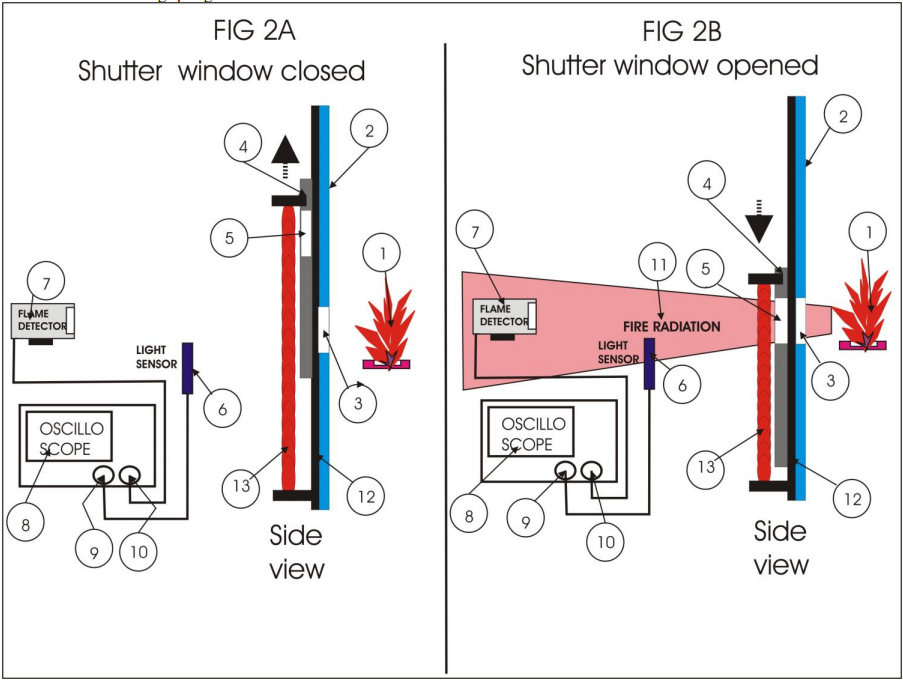 FIG 2A
Shutter window closed
2
4
5
1
7
FLAME
DETECTOR
LIGHT
SENSOR
6
3
OSCILLO
SCOPE
13
12
8
9
10
Side
view
FIG 2B
Shutter window opened
2
4
7
11
5
1
FLAME
DETECTOR
FIRE RADIATION
LIGHT
SENSOR
6
3
OSCILLO
SCOPE
13
12
8
9
10
Side
view